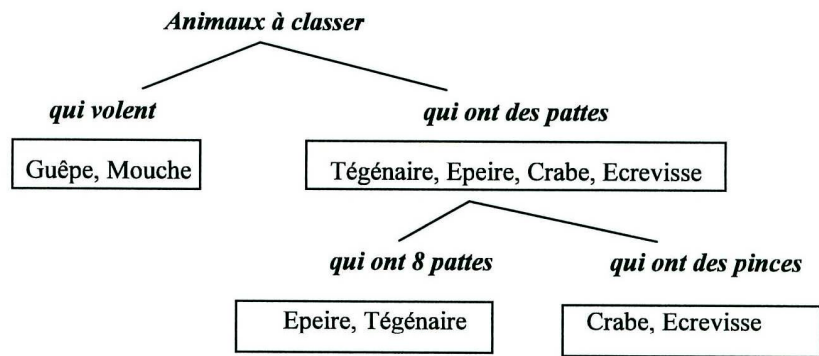 Animaux à classer
qui volent
qui ont des pattes
Guêpe, Mouche
Tégénaire, Epeire, Crabe, Ecrevisse
qui ont 8 pattes
qui ont des pinces
Epeire, Tégénaire
Crabe, Ecrevisse